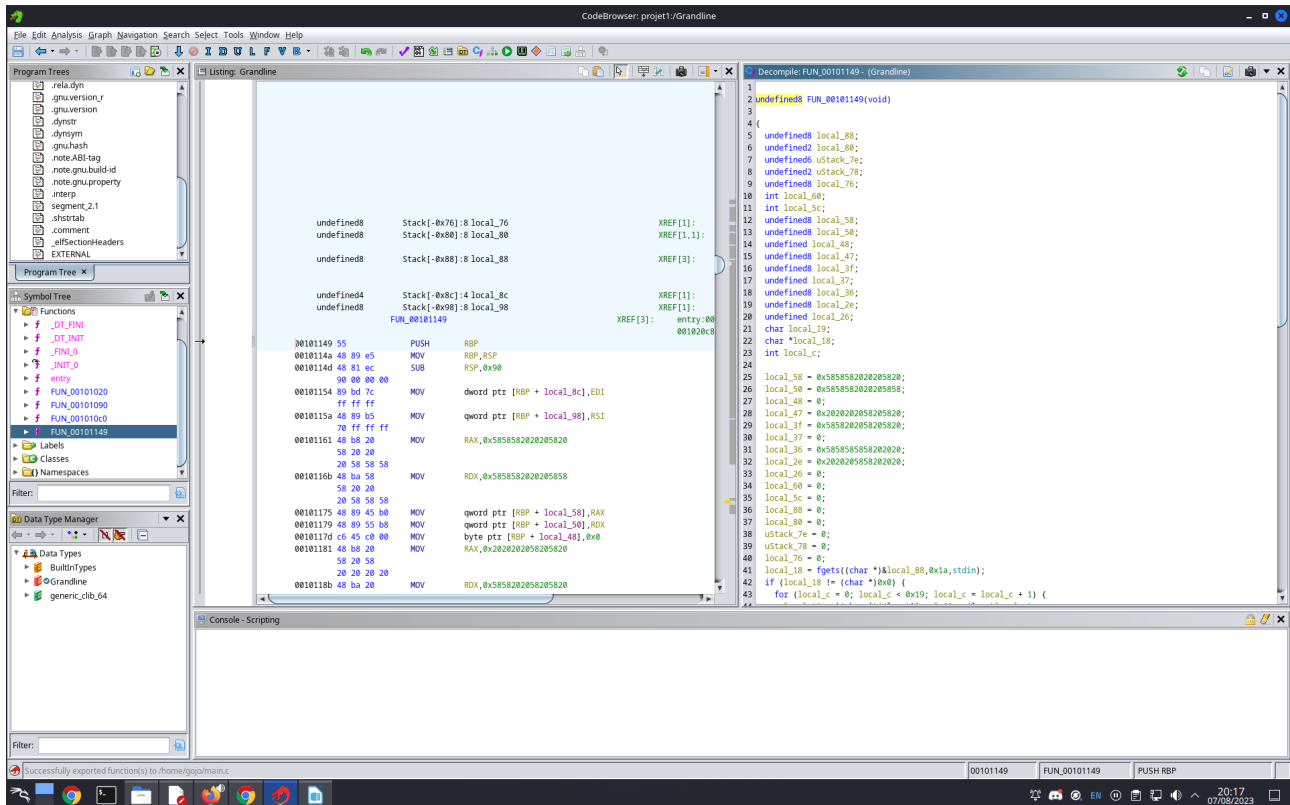 CodeBrowser: projet1:/Grandline
File Edit Analysis Graph Navigation Search Select Tools Window Help
I D U L F V B
Program Trees
.rela.dyn
.gnu.version_r
.gnu.version
.dynstr
.dynsym
.gnu.hash
.note.ABI-tag
.note.gnu.build-id
.note.gnu.property
.interp
segment_2.1
.shstrtab
.comment
_elfSectionHeaders
EXTERNAL
Program Tree ×
Symbol Tree
Functions
f _DT_FINI
f _DT_INIT
f _FINI_0
f _INIT_0
f entry
f FUN_00101020
f FUN_00101090
f FUN_001010c0
f FUN_00101149
Labels
Classes
{} Namespaces
Filter:
Data Type Manager
Data Types
BuiltInTypes
Grandline
generic_clib_64
Filter:
Listing: Grandline
undefined8 Stack[-0x76]:8 local_76 XREF[1]:
undefined8 Stack[-0x80]:8 local_80 XREF[1,1]:
undefined8 Stack[-0x88]:8 local_88 XREF[3]:
undefined4 Stack[-0x8c]:4 local_8c XREF[1]:
undefined8 Stack[-0x98]:8 local_98 XREF[1]:
FUN_00101149 XREF[3]: entry:00
001020c8
00101149 55 PUSH RBP
0010114a 48 89 e5 MOV RBP,RSP
0010114d 48 81 ec SUB RSP,0x90
90 00 00 00
00101154 89 bd 7c MOV dword ptr [RBP + local_8c],EDI
ff ff ff
0010115a 48 89 b5 MOV qword ptr [RBP + local_98],RSI
70 ff ff ff
00101161 48 b8 20 MOV RAX,0x5858582020205820
58 20 20
20 58 58 58
0010116b 48 ba 58 MOV RDX,0x5858582020205858
58 20 20
20 58 58 58
00101175 48 89 45 b0 MOV qword ptr [RBP + local_58],RAX
00101179 48 89 55 b8 MOV qword ptr [RBP + local_50],RDX
0010117d c6 45 c0 00 MOV byte ptr [RBP + local_48],0x0
00101181 48 b8 20 MOV RAX,0x2020202058205820
58 20 58
20 20 20 20
0010118b 48 ba 20 MOV RDX,0x5858202058205820
Decompile: FUN_00101149 - (Grandline)
1
2 undefined8 FUN_00101149(void)
3
4 {
5 undefined8 local_88;
6 undefined2 local_80;
7 undefined6 uStack_7e;
8 undefined2 uStack_78;
9 undefined8 local_76;
10 int local_60;
11 int local_5c;
12 undefined8 local_58;
13 undefined8 local_50;
14 undefined local_48;
15 undefined8 local_47;
16 undefined8 local_3f;
17 undefined local_37;
18 undefined8 local_36;
19 undefined8 local_2e;
20 undefined local_26;
21 char local_19;
22 char *local_18;
23 int local_c;
24
25 local_58 = 0x5858582020205820;
26 local_50 = 0x5858582020205858;
27 local_48 = 0;
28 local_47 = 0x2020202058205820;
29 local_3f = 0x5858202058205820;
30 local_37 = 0;
31 local_36 = 0x5858585858202020;
32 local_2e = 0x2020205858202020;
33 local_26 = 0;
34 local_60 = 0;
35 local_5c = 0;
36 local_88 = 0;
37 local_80 = 0;
38 uStack_7e = 0;
39 uStack_78 = 0;
40 local_76 = 0;
41 local_18 = fgets((char *)&local_88,0x1a,stdin);
42 if (local_18 != (char *)0x0) {
43 for (local_c = 0; local_c < 0x19; local_c = local_c + 1) {
Console - Scripting
Successfully exported function(s) to /home/gojo/main.c
00101149 FUN_00101149 PUSH RBP
EN
20:17
07/08/2023